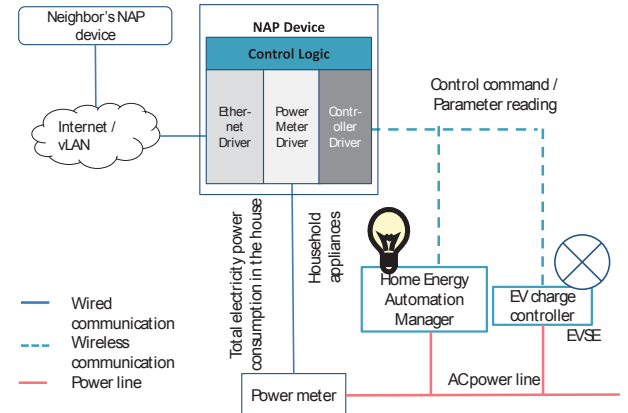 Neighbor's NAP
device
NAP Device
Control Logic
Ether-
net
Driver
Power
Meter
Driver
Contr-
oller
Driver
Internet /
vLAN
Control command /
Parameter reading
Total electricity power
consumption in the house
Household
appliances
Home Energy
Automation
Manager
EV charge
controller
EVSE
Wired
communication
Wireless
communication
Power line
Power meter
AC power line